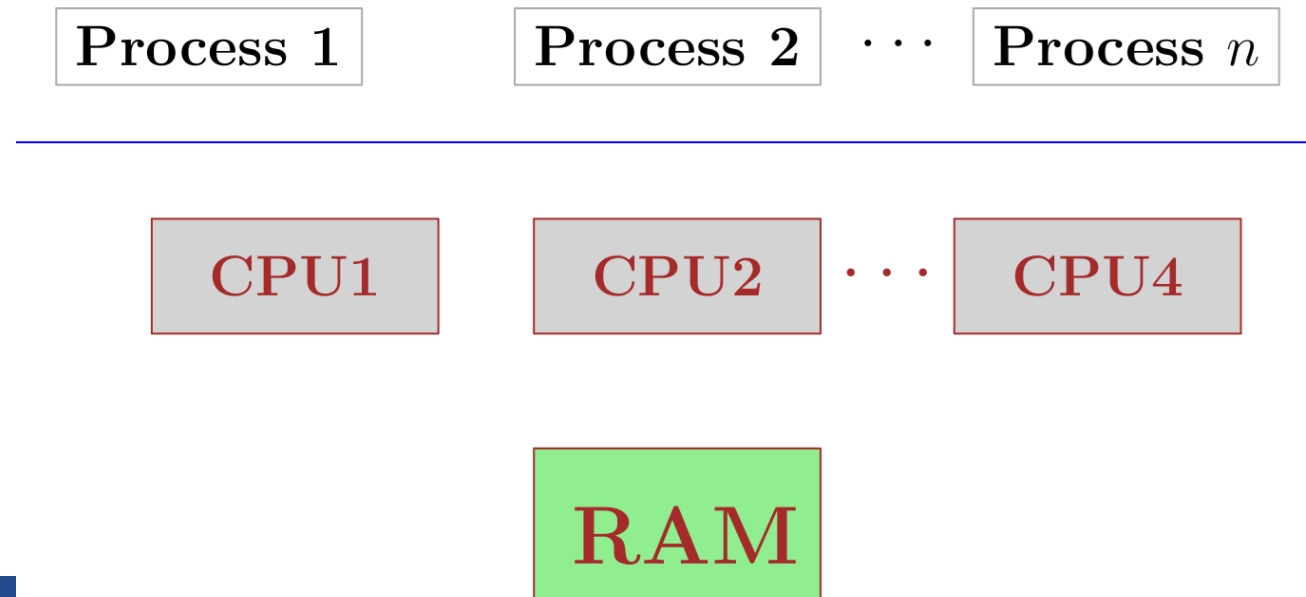 Process 1 Process 2 · · · Process n
CPU1 CPU2 · · · CPU4
RAM